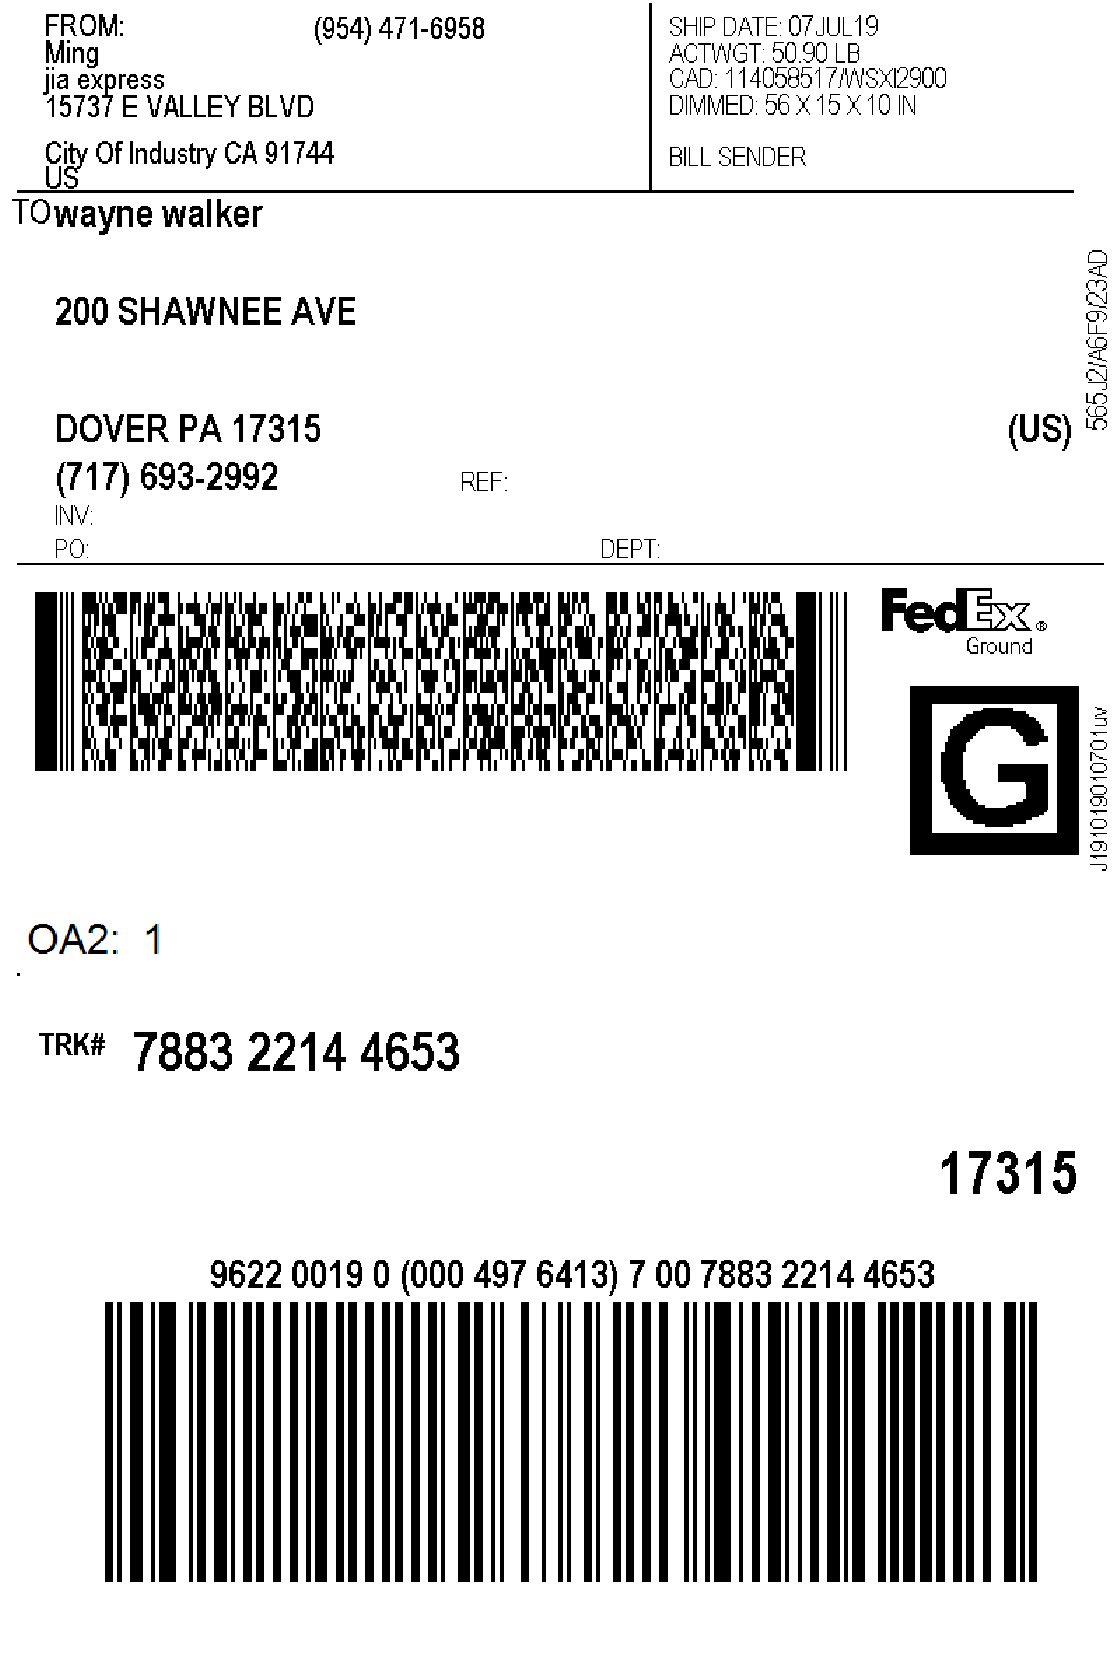 FROM: (954) 471-6958
Ming
jia express
15737 E VALLEY BLVD
City Of Industry CA 91744
US
SHIP DATE: 07JUL19
ACTWGT: 50.90 LB
CAD: 114058517/WSXI2900
DIMMED: 56 X 15 X 10 IN
BILL SENDER
TO wayne walker
200 SHAWNEE AVE
DOVER PA 17315 (US)
(717) 693-2992 REF:
INV:
PO: DEPT:
565J2/A6F9/23AD
FedEx®
Ground
G
J191019010701uv
OA2: 1
.
TRK# 7883 2214 4653
17315
9622 0019 0 (000 497 6413) 7 00 7883 2214 4653